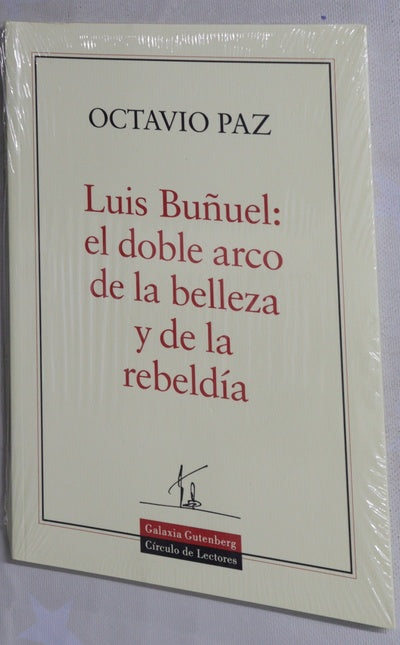 OCTAVIO PAZ
Luis Buñuel:
el doble arco
de la belleza
y de la
rebeldía
Galaxia Gutenberg
Círculo de Lectores